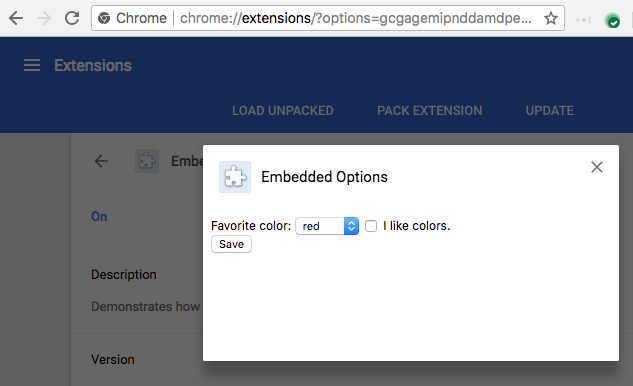 Chrome | chrome://extensions/?options=gcgagemipnddamdpe...
Extensions
LOAD UNPACKED PACK EXTENSION UPDATE
Embe
Embedded Options
On
Favorite color: red I like colors.
Save
Description
Demonstrates how
Version